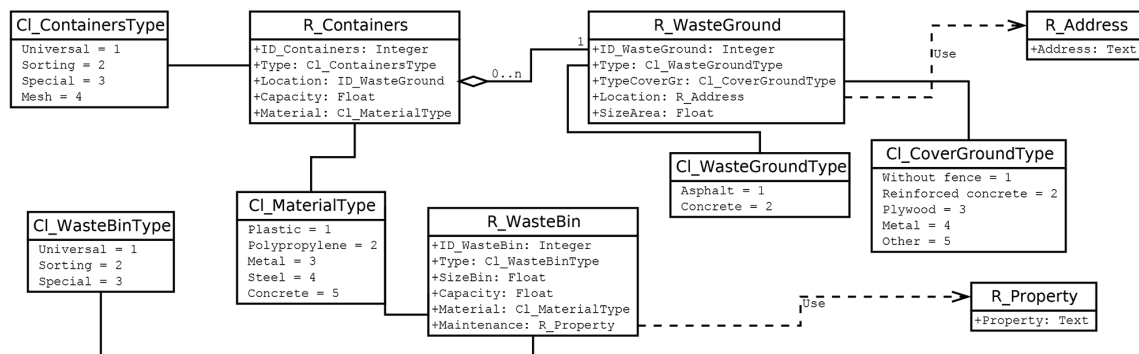 Cl_ContainersType
Universal = 1
Sorting = 2
Special = 3
Mesh = 4
R_Containers
+ID_Containers: Integer
+Type: Cl_ContainersType
+Location: ID_WasteGround
+Capacity: Float
+Material: Cl_MaterialType
0..n
1
R_WasteGround
+ID_WasteGround: Integer
+Type: Cl_WasteGroundType
+TypeCoverGr: Cl_CoverGroundType
+Location: R_Address
+SizeArea: Float
Use
R_Address
+Address: Text
Cl_WasteGroundType
Asphalt = 1
Concrete = 2
Cl_CoverGroundType
Without fence = 1
Reinforced concrete = 2
Plywood = 3
Metal = 4
Other = 5
Cl_WasteBinType
Universal = 1
Sorting = 2
Special = 3
Cl_MaterialType
Plastic = 1
Polypropylene = 2
Metal = 3
Steel = 4
Concrete = 5
R_WasteBin
+ID_WasteBin: Integer
+Type: Cl_WasteBinType
+SizeBin: Float
+Capacity: Float
+Material: Cl_MaterialType
+Maintenance: R_Property
Use
R_Property
+Property: Text